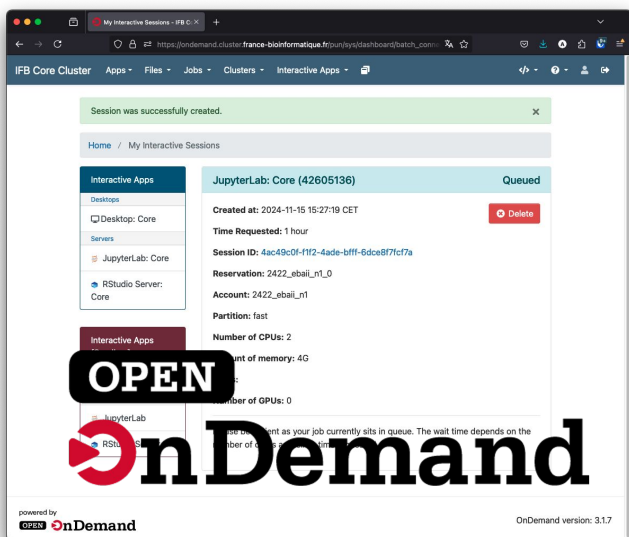 My Interactive Sessions - IFB C
https://ondemand.cluster.france-bioinformatique.fr/pun/sys/dashboard/batch_conn
IFB Core Cluster Apps Files Jobs Clusters Interactive Apps
Session was successfully created.
Home / My Interactive Sessions
Interactive Apps
Desktops
Desktop: Core
Servers
JupyterLab: Core
RStudio Server:
Core
Interactive Apps
JupyterLab
JupyterLab: Core (42605136) Queued
Created at: 2024-11-15 15:27:19 CET
Delete
Time Requested: 1 hour
Session ID: 4ac49c0f-f1f2-4ade-bfff-6dce8f7fcf7a
Reservation: 2422_ebaii_n1_0
Account: 2422_ebaii_n1
Partition: fast
Number of CPUs: 2
of memory: 4G
of GPUs: 0
as your job currently sits in queue. The wait time depends on the
OPEN
OnDemand
powered by
OPEN OnDemand
OnDemand version: 3.1.7